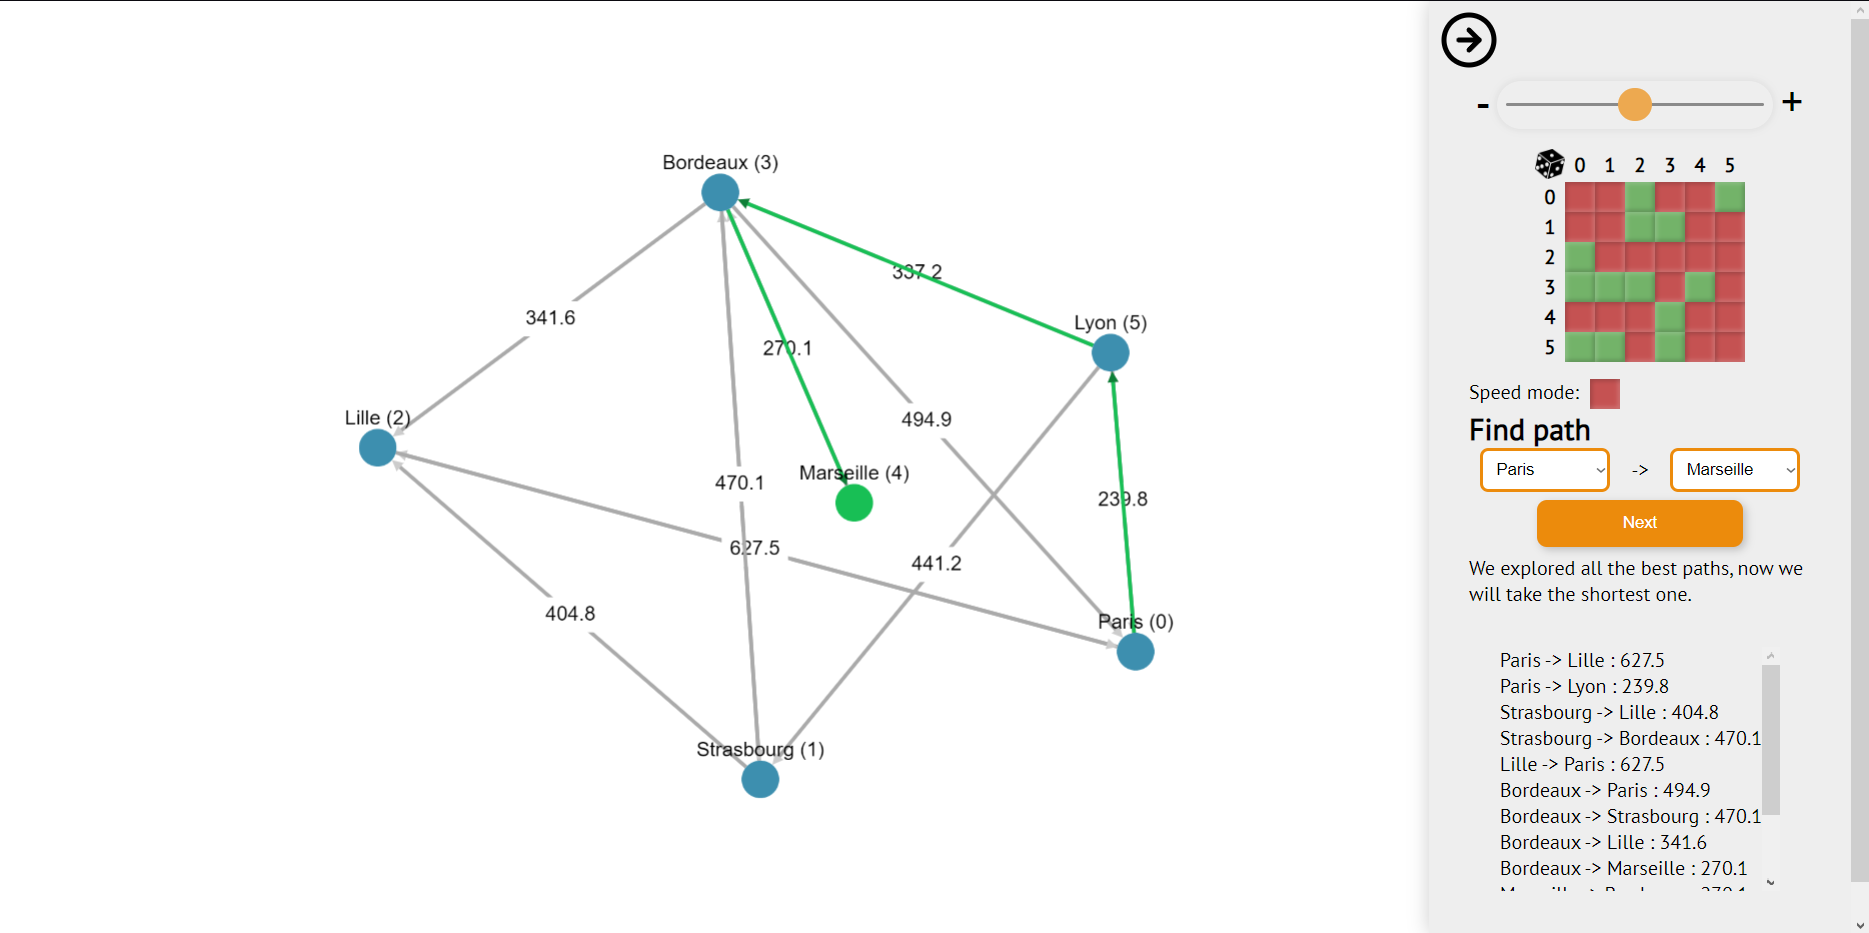 Bordeaux (3)
337.2
Lyon (5)
341.6
270.1
Lille (2)
494.9
Marseille (4)
470.1
239.8
627.5
441.2
404.8
Paris (0)
Strasbourg (1)
- +
0 1 2 3 4 5
0
1
2
3
4
5
Speed mode:
Find path
Paris -> Marseille
Next
We explored all the best paths, now we
will take the shortest one.
Paris -> Lille : 627.5
Paris -> Lyon : 239.8
Strasbourg -> Lille : 404.8
Strasbourg -> Bordeaux : 470.1
Lille -> Paris : 627.5
Bordeaux -> Paris : 494.9
Bordeaux -> Strasbourg : 470.1
Bordeaux -> Lille : 341.6
Bordeaux -> Marseille : 270.1